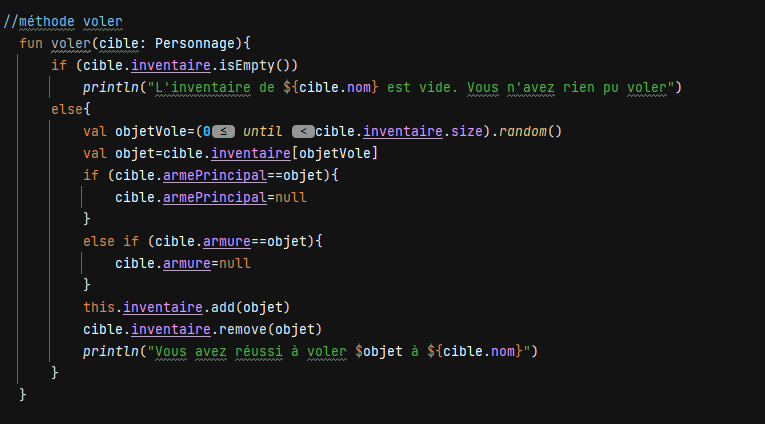 //méthode voler
fun voler(cible: Personnage){
if (cible.inventaire.isEmpty())
println("L'inventaire de ${cible.nom} est vide. Vous n'avez rien pu voler")
else{
val objetVole=(0 ≤ until < cible.inventaire.size).random()
val objet=cible.inventaire[objetVole]
if (cible.armePrincipal==objet){
cible.armePrincipal=null
}
else if (cible.armure==objet){
cible.armure=null
}
this.inventaire.add(objet)
cible.inventaire.remove(objet)
println("Vous avez réussi à voler $objet à ${cible.nom}")
}
}